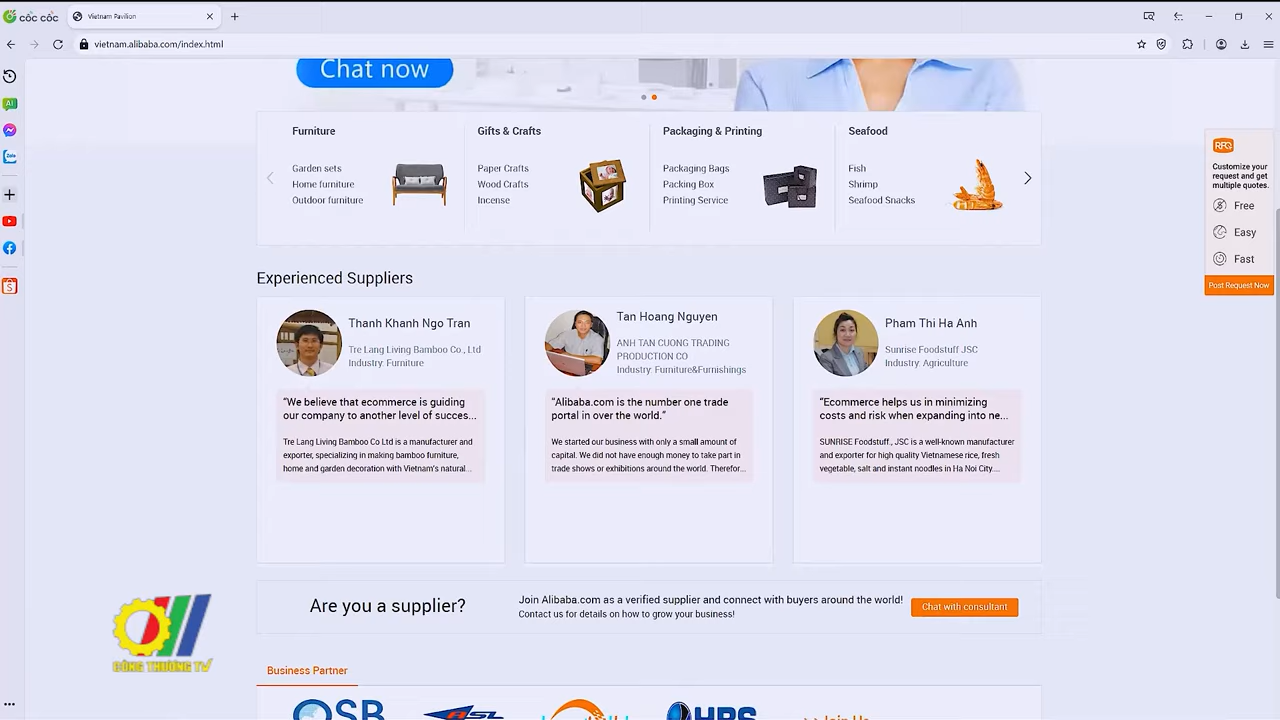 cốc cốc
Vietnam Pavilion
vietnam.alibaba.com/index.html
Chat now
Furniture
Garden sets
Home furniture
Outdoor furniture
Gifts & Crafts
Paper Crafts
Wood Crafts
Incense
Packaging & Printing
Packaging Bags
Packing Box
Printing Service
Seafood
Fish
Shrimp
Seafood Snacks
RFQ
Customize your
request and get
multiple quotes.
Free
Easy
Fast
Post Request Now
AI
Zalo
Experienced Suppliers
Thanh Khanh Ngo Tran
Tre Lang Living Bamboo Co., Ltd
Industry: Furniture
“We believe that ecommerce is guiding
our company to another level of succes...
Tre Lang Living Bamboo Co Ltd is a manufacturer and
exporter, specializing in making bamboo furniture,
home and garden decoration with Vietnam's natural...
Tan Hoang Nguyen
ANH TAN CUONG TRADING
PRODUCTION CO
Industry: Furniture&Furnishings
“Alibaba.com is the number one trade
portal in over the world.”
We started our business with only a small amount of
capital. We did not have enough money to take part in
trade shows or exhibitions around the world. Therefor...
Pham Thi Ha Anh
Sunrise Foodstuff JSC
Industry: Agriculture
“Ecommerce helps us in minimizing
costs and risk when expanding into ne...
SUNRISE Foodstuff., JSC is a well-known manufacturer
and exporter for high quality Vietnamese rice, fresh
vegetable, salt and instant noodles in Ha Noi City....
Are you a supplier?
Join Alibaba.com as a verified supplier and connect with buyers around the world!
Contact us for details on how to grow your business!
Chat with consultant
CÔNG THƯƠNG TV
Business Partner
OSB
ASL
HPS
Join Us